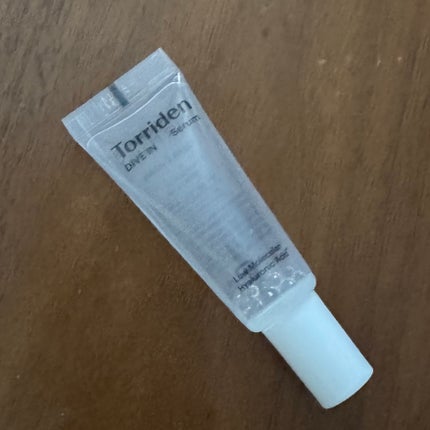 Torriden
DIVE IN Serum
Low Molecular
Hyaluronic Acid